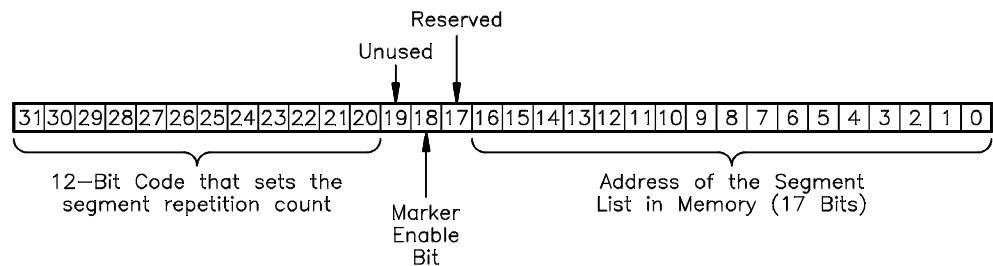 Reserved
Unused
31 30 29 28 27 26 25 24 23 22 21 20 19 18 17 16 15 14 13 12 11 10 9 8 7 6 5 4 3 2 1 0
12-Bit Code that sets the
segment repetition count
Marker
Enable
Bit
Address of the Segment
List in Memory (17 Bits)